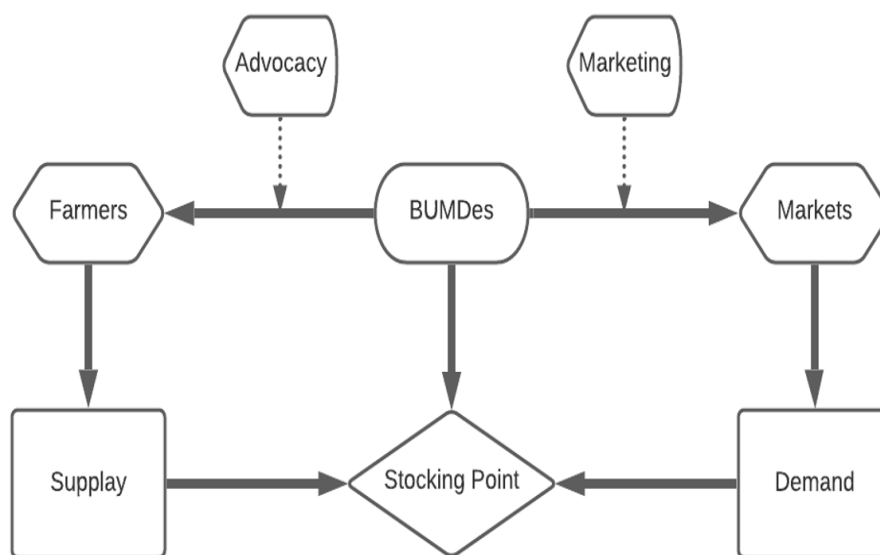 Advocacy
Marketing
Farmers
BUMDes
Markets
Supplay
Stocking Point
Demand